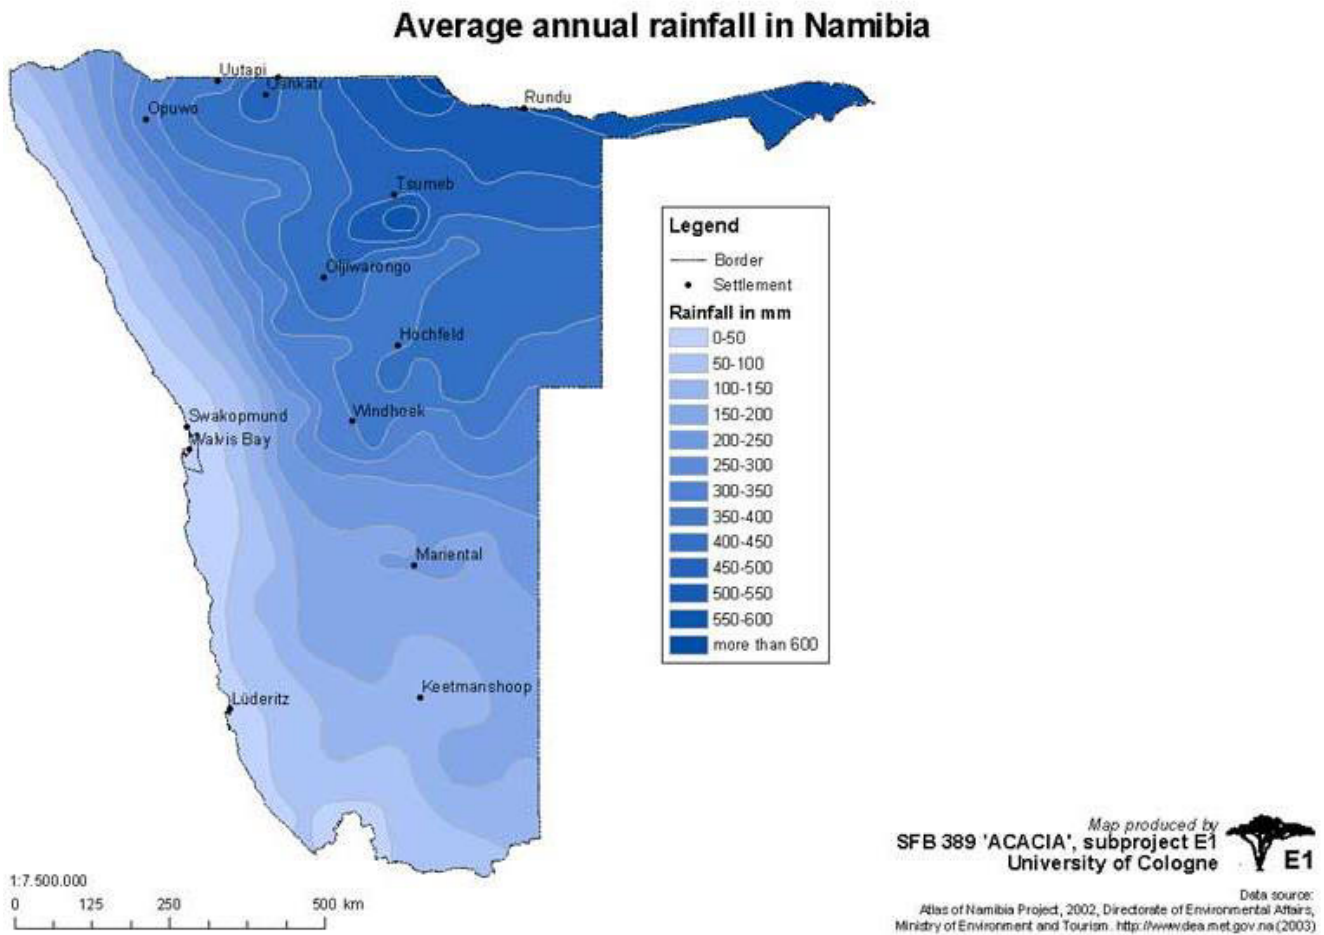 Average annual rainfall in Namibia
Uutapi
Oshkati
Opuwo
Rundu
Tsumeb
Otjiwarongo
Hochfeld
Swakopmund
Walvis Bay
Windhoek
Mariental
Keetmanshoop
Lüderitz
Legend
Border
Settlement
Rainfall in mm
0-50
50-100
100-150
150-200
200-250
250-300
300-350
350-400
400-450
450-500
500-550
550-600
more than 600
1:7.500.000
0 125 250 500 km
Map produced by
SFB 389 'ACACIA', subproject E1
University of Cologne
E1
Data source:
Atlas of Namibia Project, 2002, Directorate of Environmental Affairs,
Ministry of Environment and Tourism. http://www.dea.met.gov.na (2003)